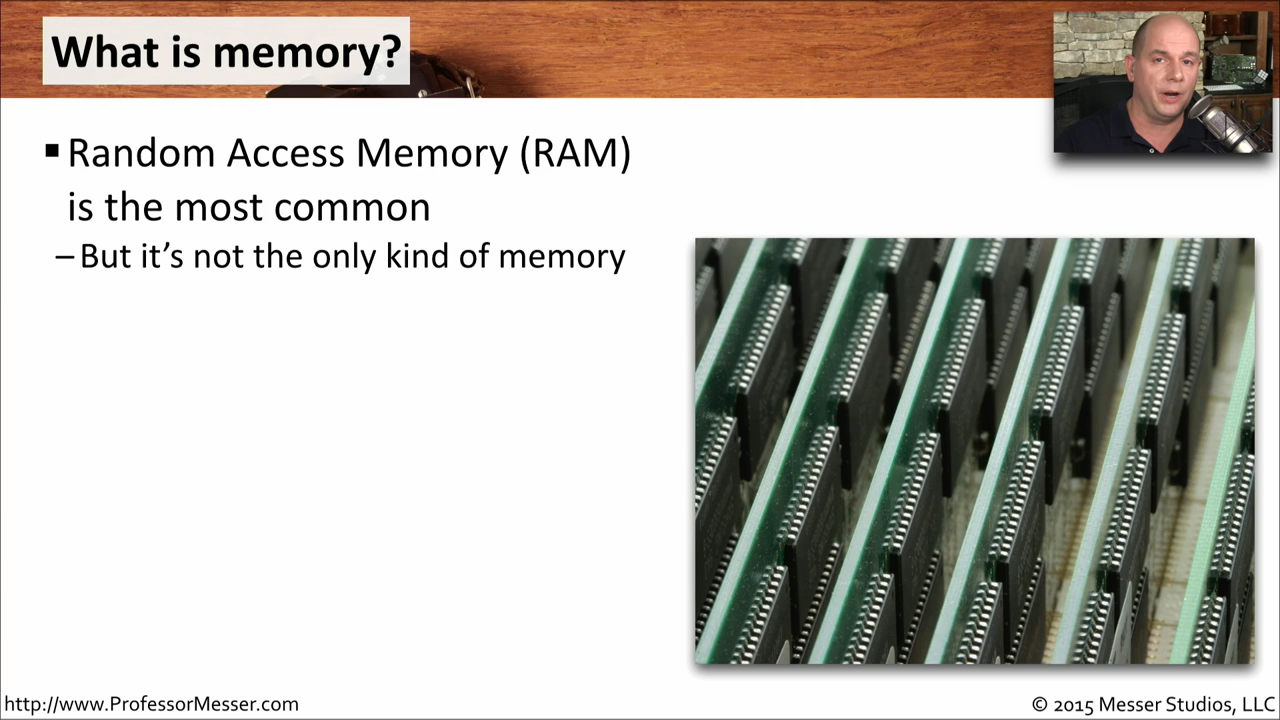 What is memory?
▪ Random Access Memory (RAM)
is the most common
– But it’s not the only kind of memory
http://www.ProfessorMesser.com
© 2015 Messer Studios, LLC